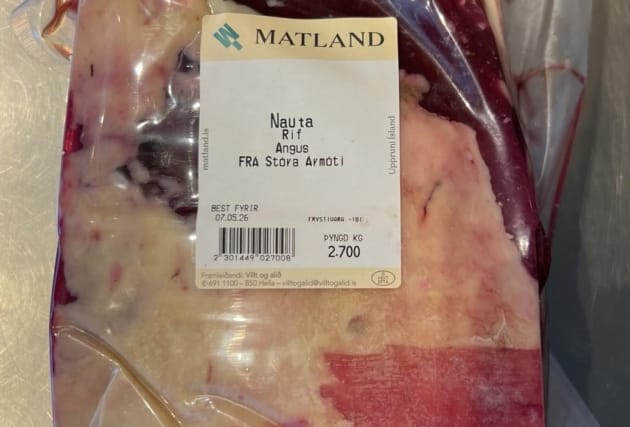 MATLAND
Nauta
Rif
Angus
FRÁ Stóra Ármóti
matland.is
Uppruni Ísland
BEST FYRIR
07.05.26
FRYSTIVARA -18C
ÞYNGD KG
2.700
2 301449 027008
Framleiðandi: Villt og alið
©691 1100 – 850 Hella – villtogalid@villtogalid.is